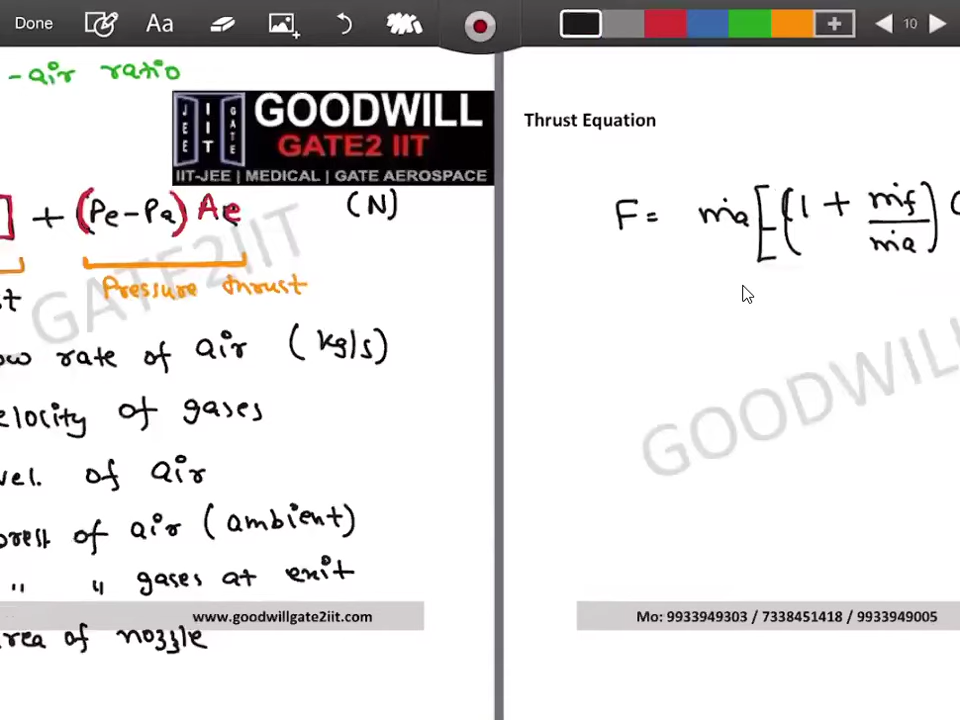 Done Aa 10
-air ratio
JEE IIT GATE
GOODWILL
GATE2 IIT
IIT-JEE | MEDICAL | GATE AEROSPACE
] + (Pe-Pa) Ae (N)
Pressure thrust
st
ow rate of air (kg/s)
elocity of gases
vel. of air
of air (ambient)
" " gases at exit
www.goodwillgate2iit.com
area of nozzle
GATE2IIT
Thrust Equation
F = ṁa [(1 + ṁf/ṁa) C
GOODWILL
Mo: 9933949303 / 7338451418 / 9933949005